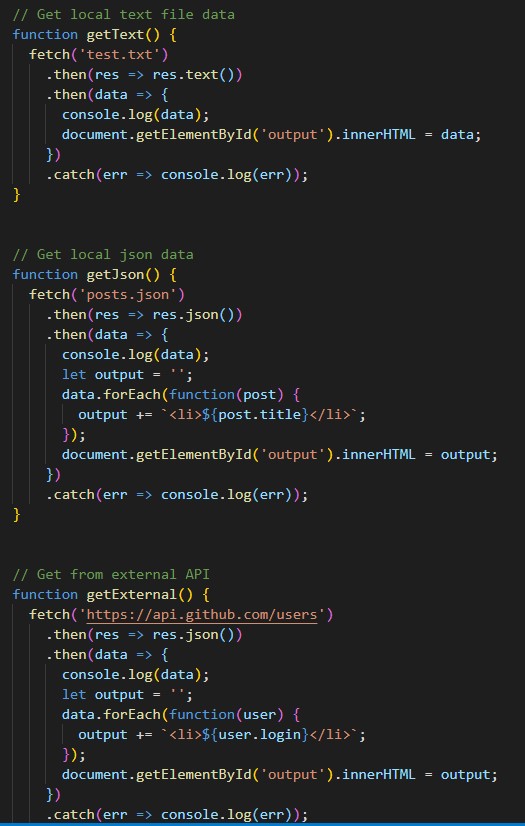 // Get local text file data
function getText() {
  fetch('test.txt')
    .then(res => res.text())
    .then(data => {
      console.log(data);
      document.getElementById('output').innerHTML = data;
    })
    .catch(err => console.log(err));
}

// Get local json data
function getJson() {
  fetch('posts.json')
    .then(res => res.json())
    .then(data => {
      console.log(data);
      let output = '';
      data.forEach(function(post) {
        output += `<li>${post.title}</li>`;
      });
      document.getElementById('output').innerHTML = output;
    })
    .catch(err => console.log(err));
}

// Get from external API
function getExternal() {
  fetch('https://api.github.com/users')
    .then(res => res.json())
    .then(data => {
      console.log(data);
      let output = '';
      data.forEach(function(user) {
        output += `<li>${user.login}</li>`;
      });
      document.getElementById('output').innerHTML = output;
    })
    .catch(err => console.log(err));